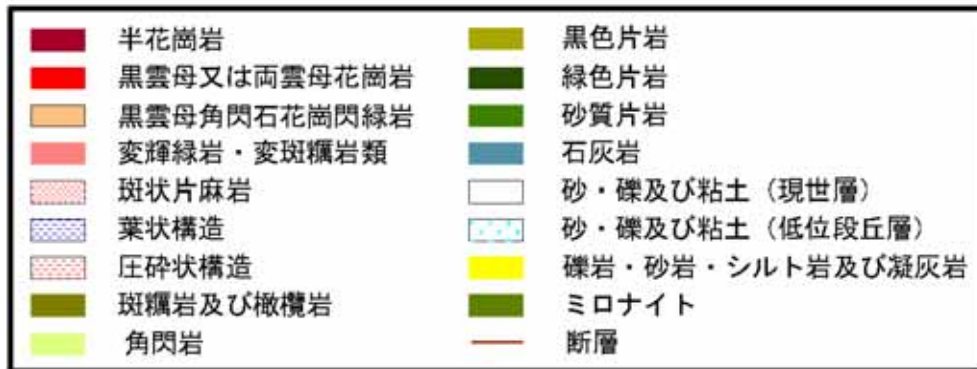 半花崗岩
黒雲母又は両雲母花崗岩
黒雲母角閃石花崗閃緑岩
変輝緑岩・変斑糲岩類
斑状片麻岩
葉状構造
圧砕状構造
斑糲岩及び橄欖岩
角閃岩
黒色片岩
緑色片岩
砂質片岩
石灰岩
砂・礫及び粘土（現世層）
砂・礫及び粘土（低位段丘層）
礫岩・砂岩・シルト岩及び凝灰岩
ミロナイト
断層